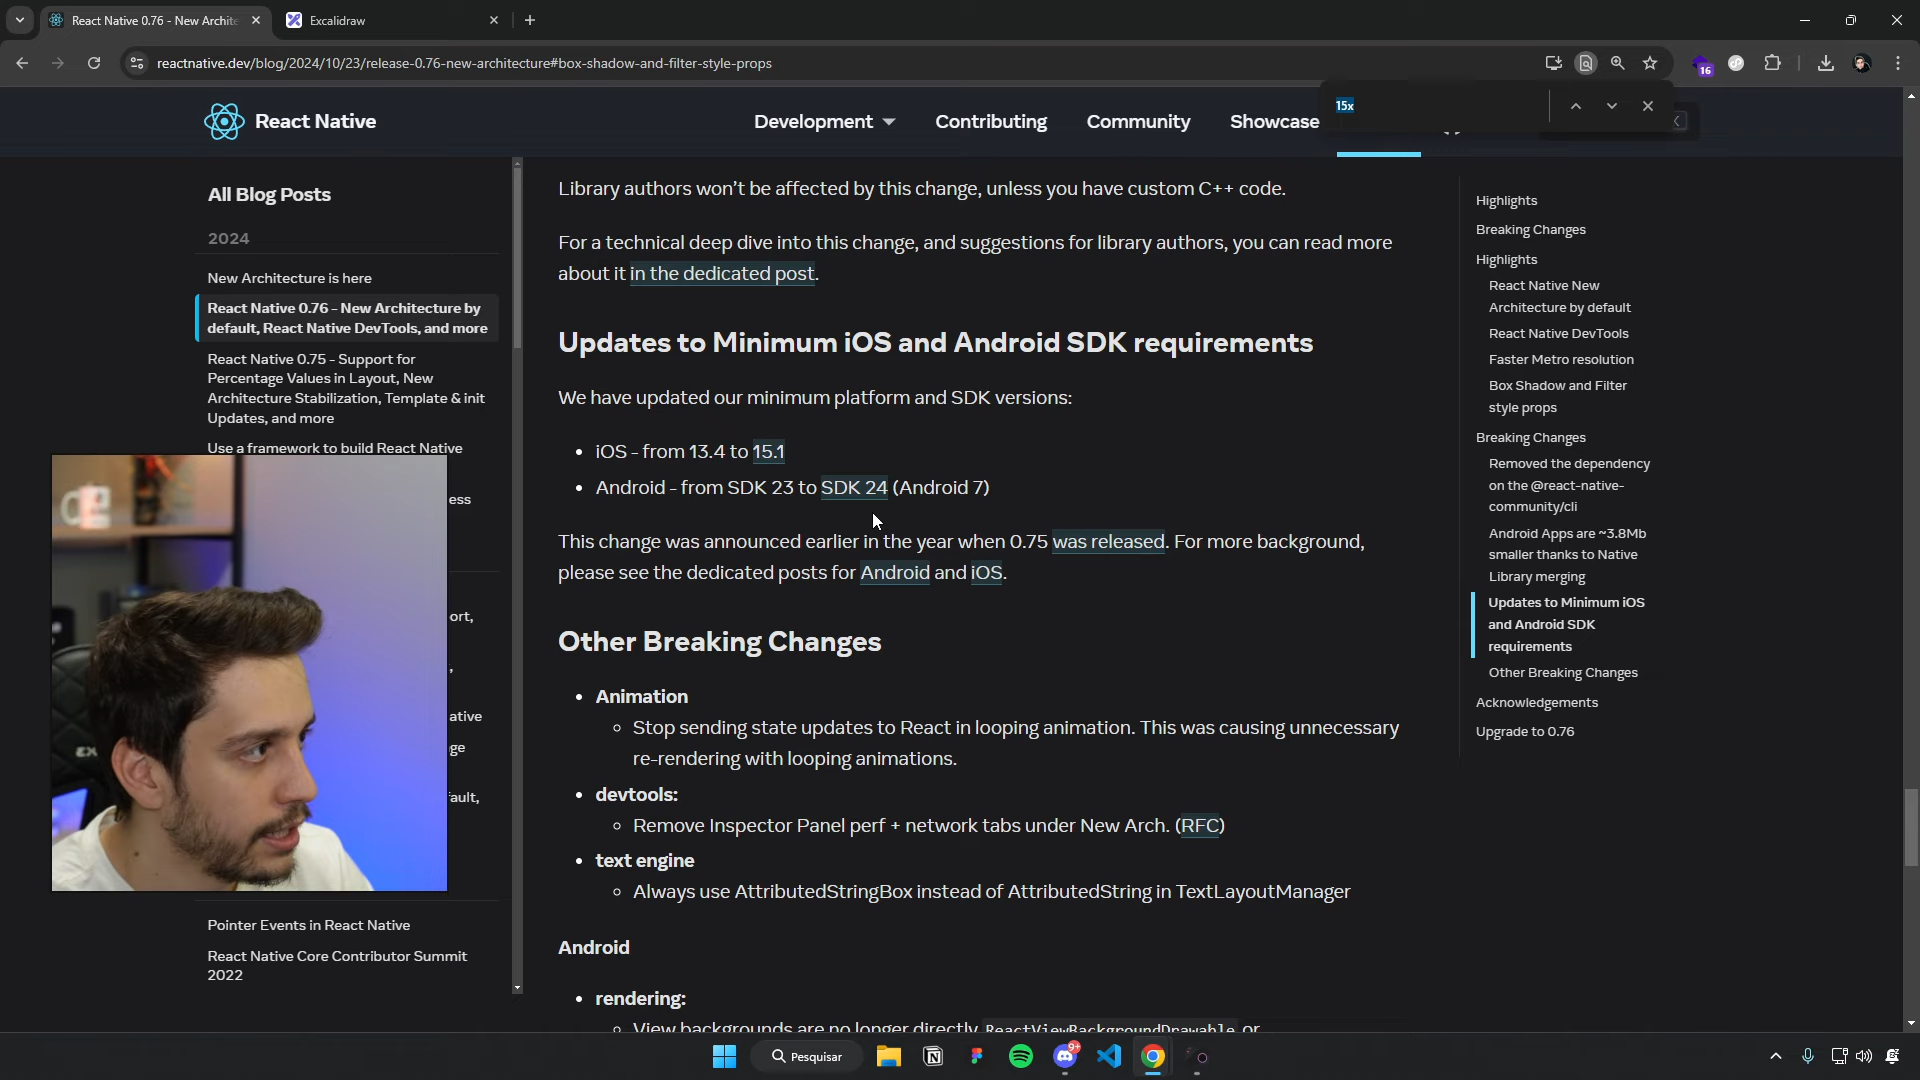 React Native 0.76 - New Archite
Excalidraw
reactnative.dev/blog/2024/10/23/release-0.76-new-architecture#box-shadow-and-filter-style-props
16
15x
React Native
Development
Contributing
Community
Showcase
K
All Blog Posts
2024
New Architecture is here
React Native 0.76 - New Architecture by
default, React Native DevTools, and more
React Native 0.75 - Support for
Percentage Values in Layout, New
Architecture Stabilization, Template & init
Updates, and more
Use a framework to build React Native
ess
ort,
,
ative
ge
ault,
Pointer Events in React Native
React Native Core Contributor Summit
2022
Library authors won’t be affected by this change, unless you have custom C++ code.
For a technical deep dive into this change, and suggestions for library authors, you can read more
about it in the dedicated post.
Updates to Minimum iOS and Android SDK requirements
We have updated our minimum platform and SDK versions:
• iOS - from 13.4 to 15.1
• Android - from SDK 23 to SDK 24 (Android 7)
This change was announced earlier in the year when 0.75 was released. For more background,
please see the dedicated posts for Android and iOS.
Other Breaking Changes
• Animation
◦ Stop sending state updates to React in looping animation. This was causing unnecessary
re-rendering with looping animations.
• devtools:
◦ Remove Inspector Panel perf + network tabs under New Arch. (RFC)
• text engine
◦ Always use AttributedStringBox instead of AttributedString in TextLayoutManager
Android
• rendering:
◦ View backgrounds are no longer directly ReactViewBackgroundDrawable or
Highlights
Breaking Changes
Highlights
React Native New
Architecture by default
React Native DevTools
Faster Metro resolution
Box Shadow and Filter
style props
Breaking Changes
Removed the dependency
on the @react-native-
community/cli
Android Apps are ~3.8Mb
smaller thanks to Native
Library merging
Updates to Minimum iOS
and Android SDK
requirements
Other Breaking Changes
Acknowledgements
Upgrade to 0.76
Pesquisar
9+